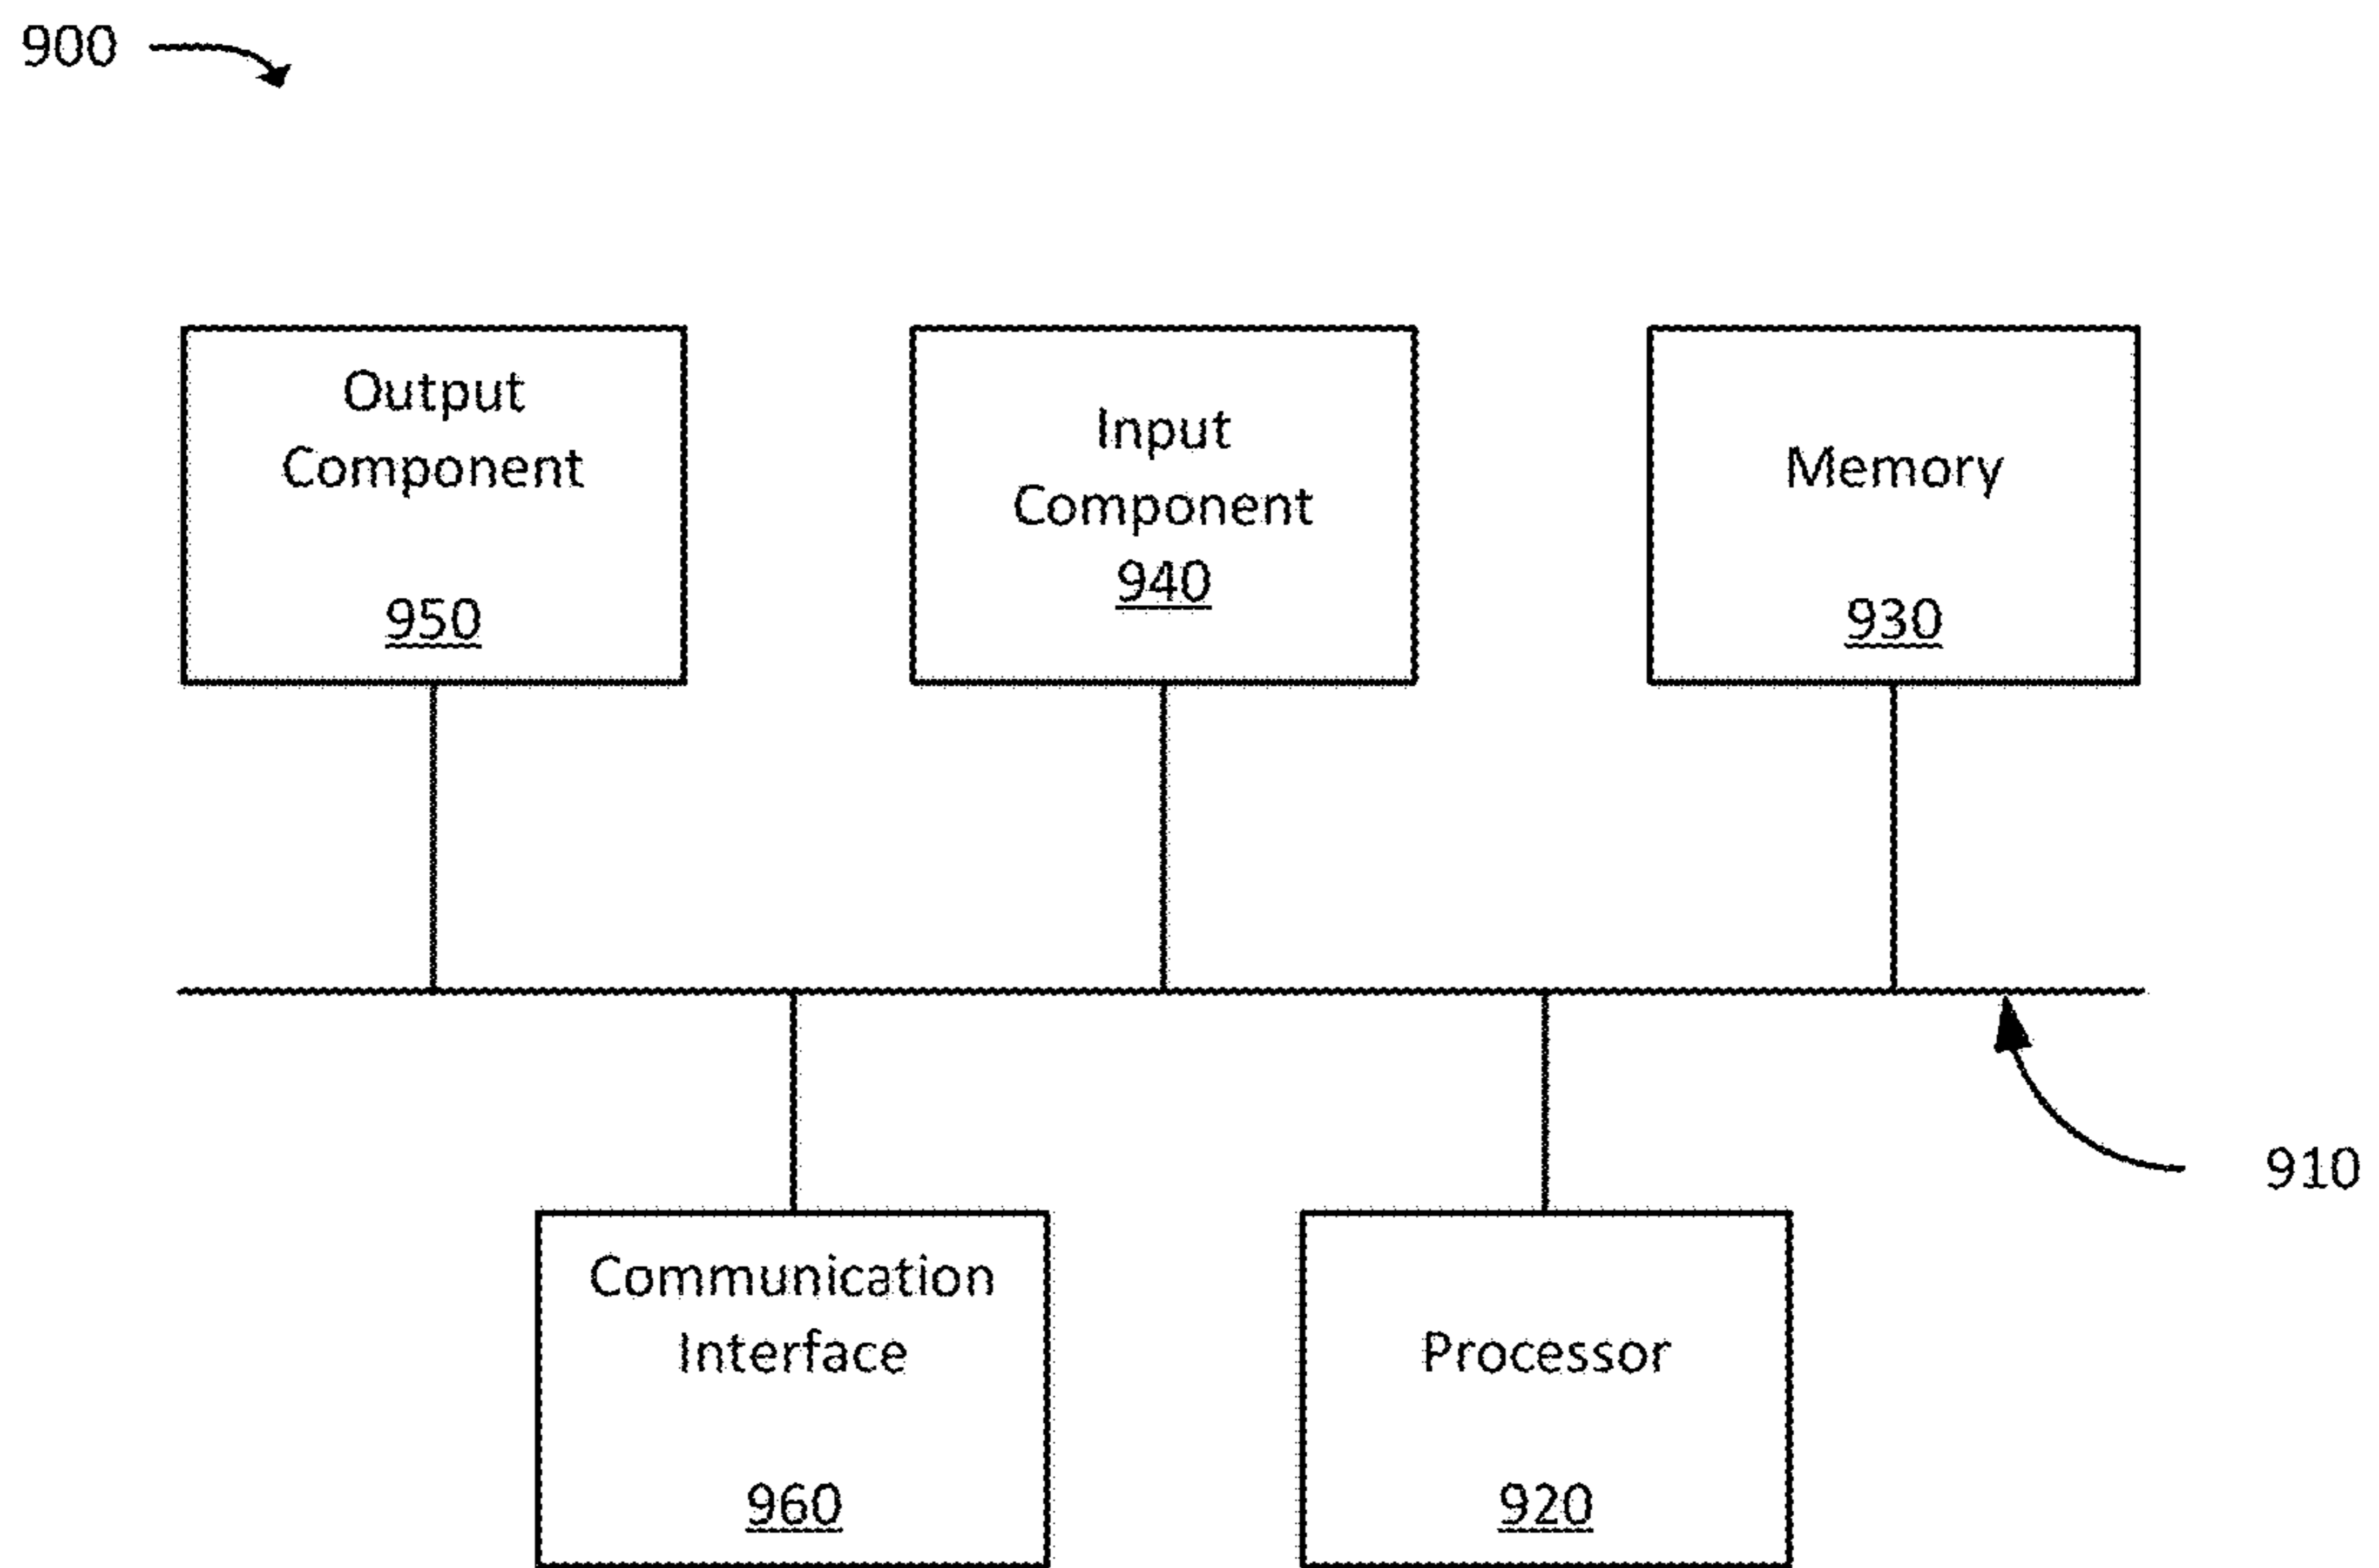 900
Output
Component
950
Input
Component
940
Memory
930
910
Communication
Interface
960
Processor
920